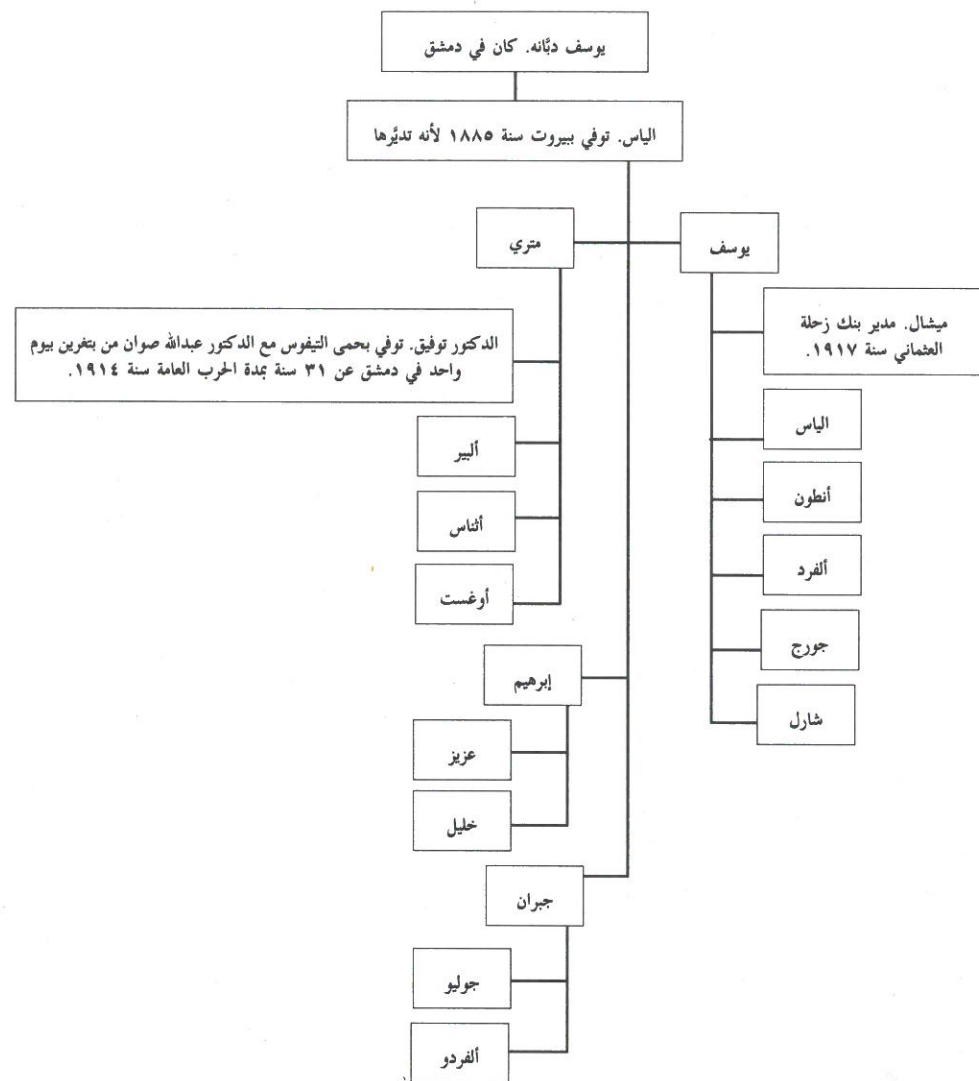 يوسف دبَّانه. كان في دمشق
الياس. توفي ببيروت سنة ١٨٨٥ لأنه تديَّرها
يوسف
ميشال. مدير بنك زحلة
العثماني سنة ١٩١٧.
الياس
أنطون
ألفرد
جورج
شارل
متري
الدكتور توفيق. توفي بحمى التيفوس مع الدكتور عبدالله صوان من بتغرين بيوم
واحد في دمشق عن ٣١ سنة بمدة الحرب العامة سنة ١٩١٤.
ألبير
أثناس
أوغست
إبرهيم
عزيز
خليل
جبران
جوليو
ألفردو